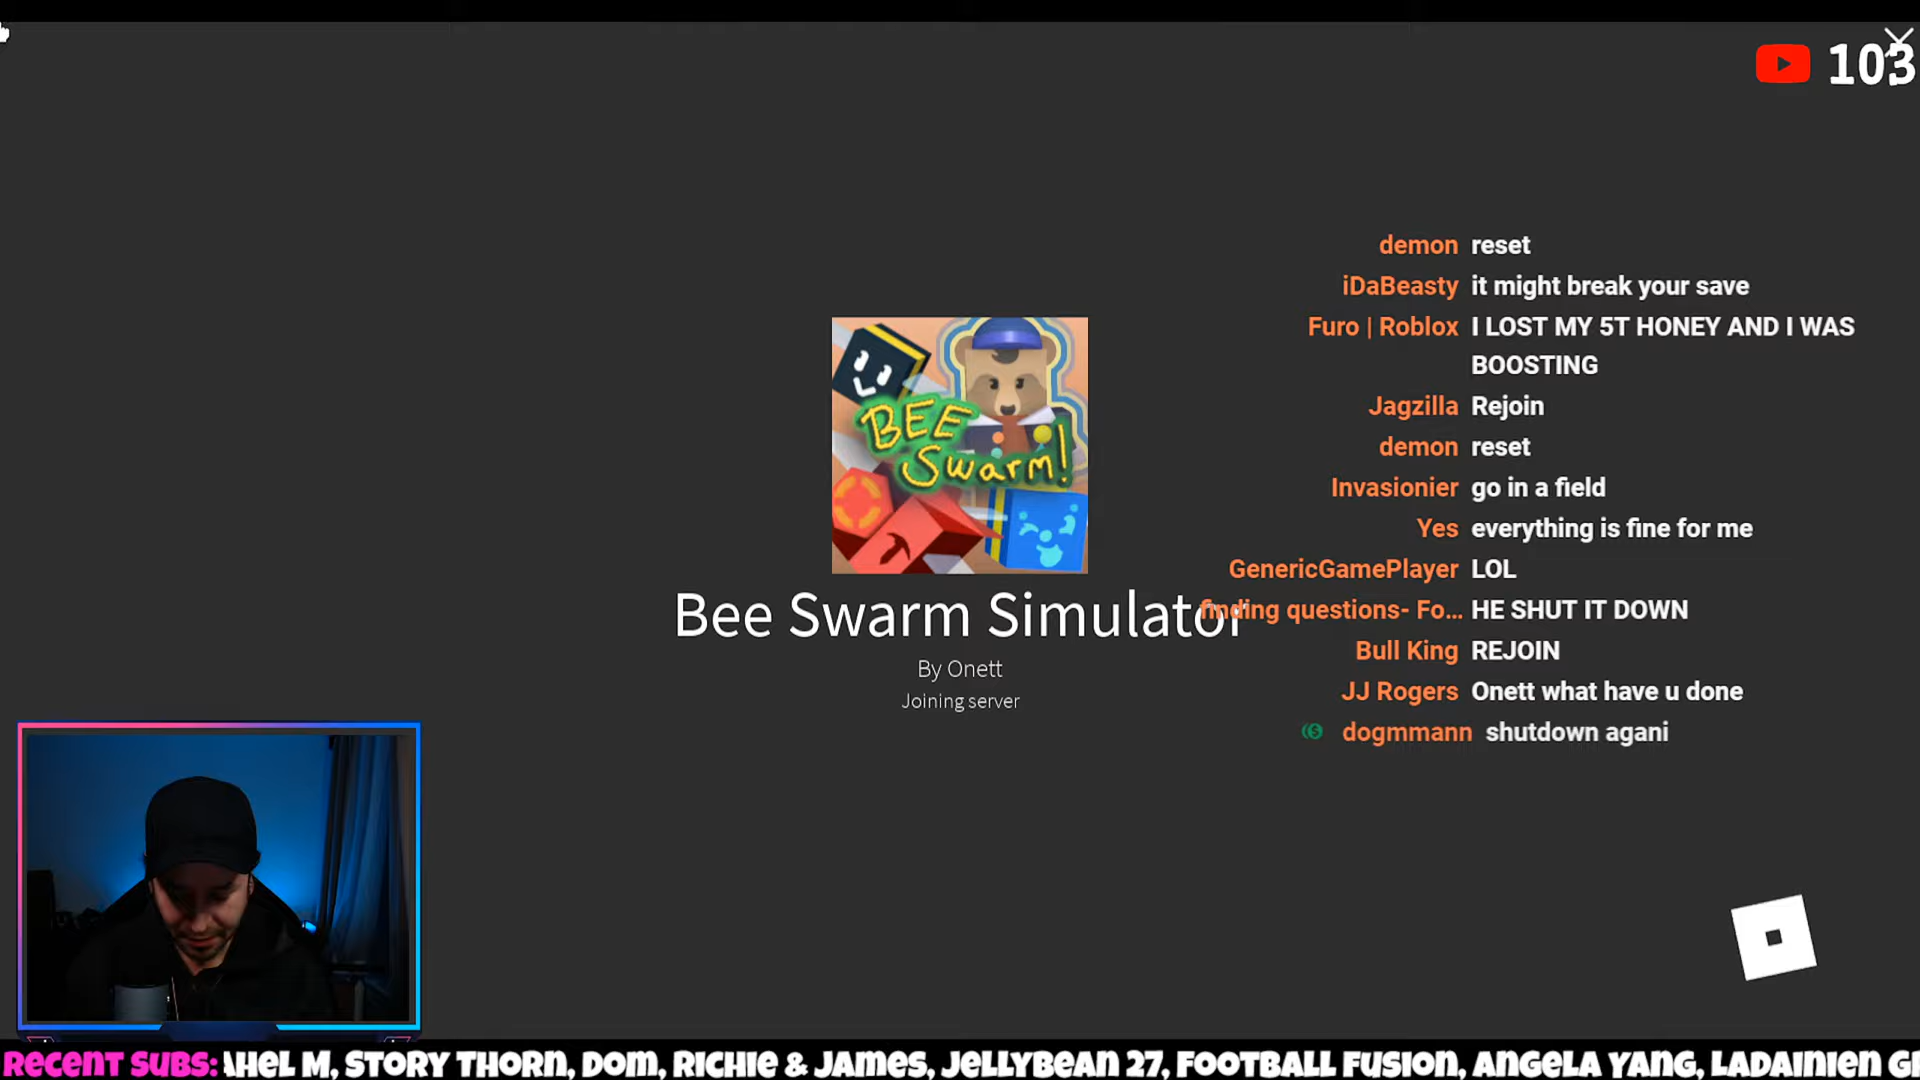 103
demon reset
iDaBeasty it might break your save
Furo | Roblox I LOST MY 5T HONEY AND I WAS
BOOSTING
Jagzilla Rejoin
demon reset
Invasionier go in a field
Yes everything is fine for me
GenericGamePlayer LOL
finding questions- Fo... HE SHUT IT DOWN
Bull King REJOIN
JJ Rogers Onett what have u done
dogmmann shutdown agani
BEE
SWARM!
Bee Swarm Simulator
By Onett
Joining server
RECENT SUBS: AHEL M, STORY THORN, DOM, RICHIE & JAMES, JELLYBEAN 27, FOOTBALL FUSION, ANGELA YANG, LADAINIEN